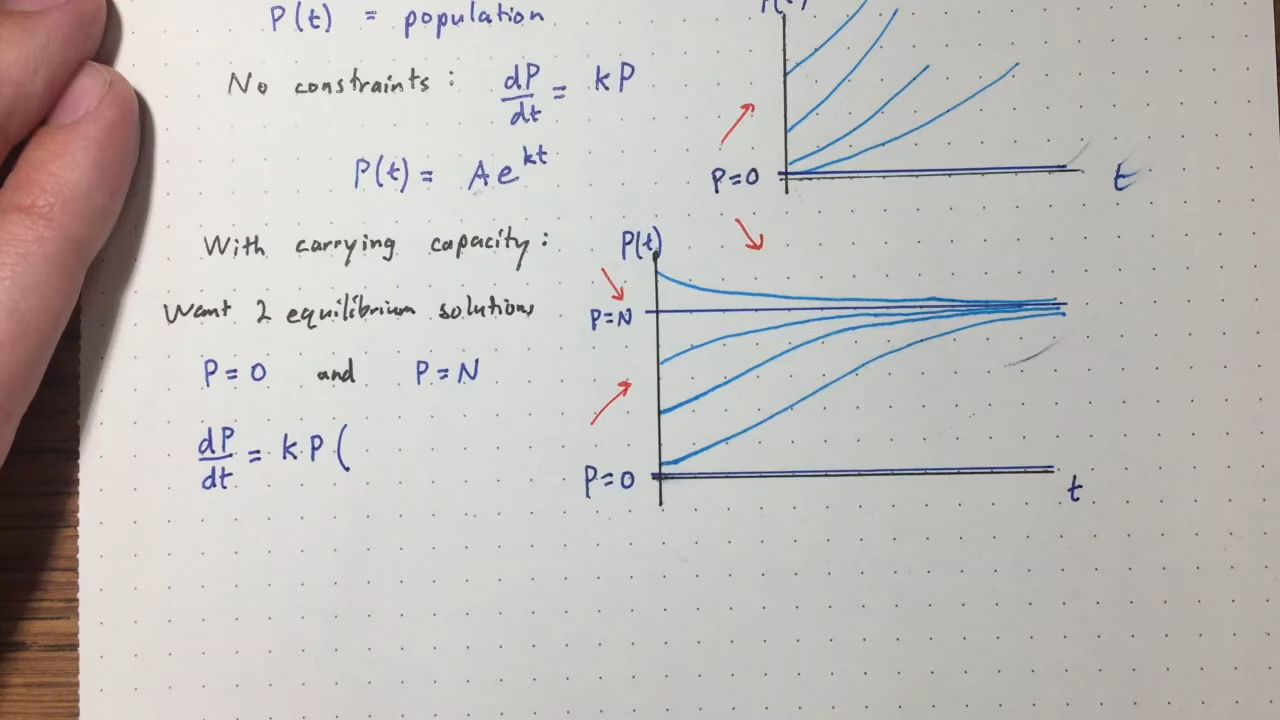 P(t) = population
No constraints: dP/dt = kP
P(t) = Ae^kt
P=0
t
With carrying capacity:
P(t)
Want 2 equilibrium solutions
P=N
P=0 and P=N
dP/dt = kP(
P=0
t